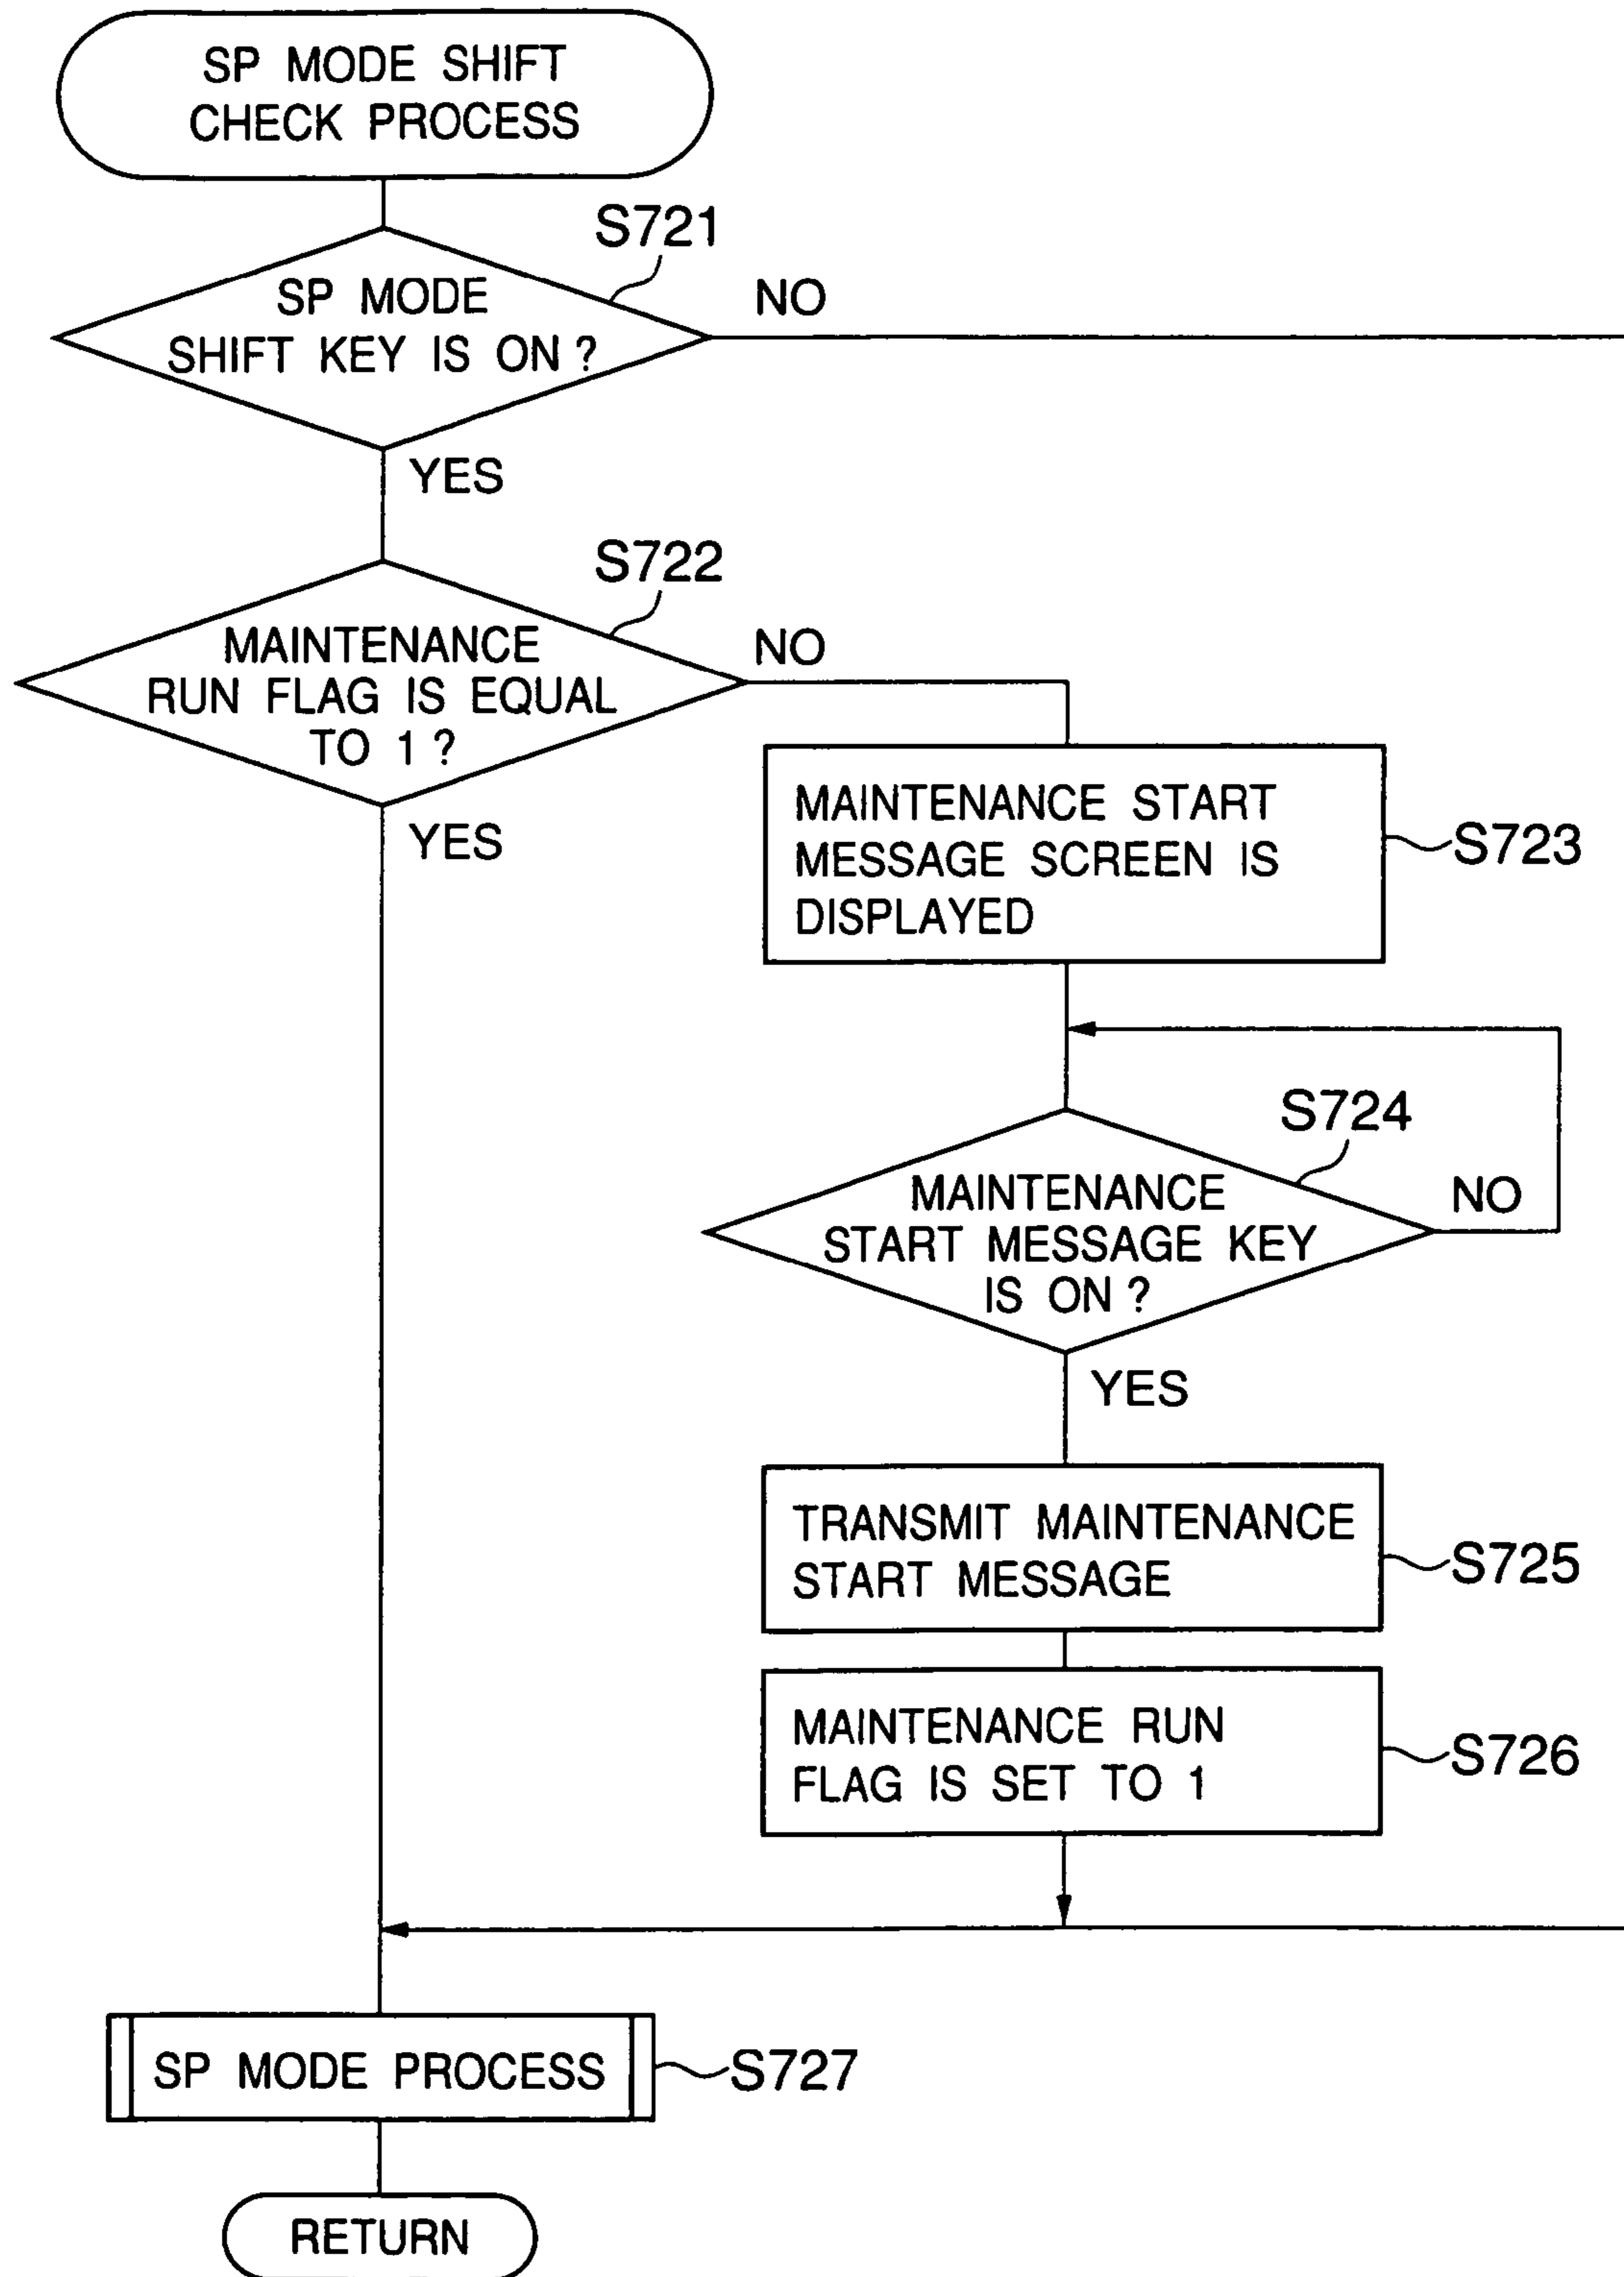 SP MODE SHIFT
CHECK PROCESS
S721
SP MODE
SHIFT KEY IS ON ?
NO
YES
S722
MAINTENANCE
RUN FLAG IS EQUAL
TO 1 ?
NO
YES
MAINTENANCE START
MESSAGE SCREEN IS
DISPLAYED
S723
S724
MAINTENANCE
START MESSAGE KEY
IS ON ?
NO
YES
TRANSMIT MAINTENANCE
START MESSAGE
S725
MAINTENANCE RUN
FLAG IS SET TO 1
S726
SP MODE PROCESS
S727
RETURN